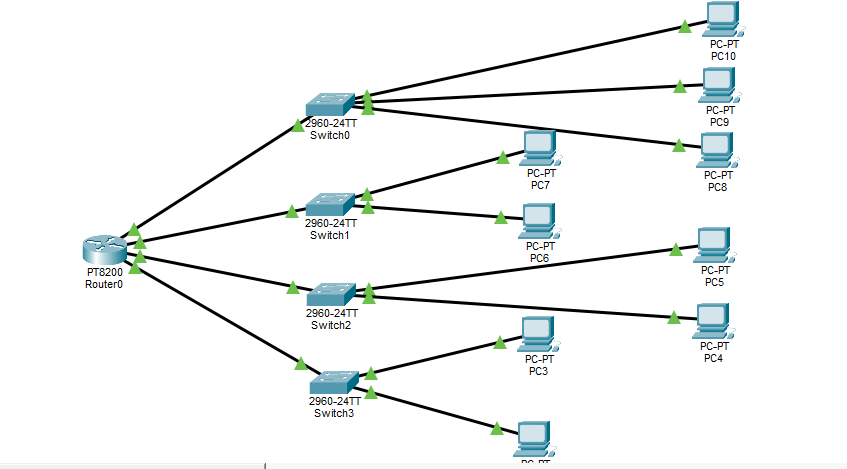 PC-PT
PC10
PC-PT
PC9
2960-24TT
Switch0
PC-PT
PC8
PC-PT
PC7
2960-24TT
Switch1
PC-PT
PC6
PT8200
Router0
PC-PT
PC5
2960-24TT
Switch2
PC-PT
PC4
PC-PT
PC3
2960-24TT
Switch3
PC-PT